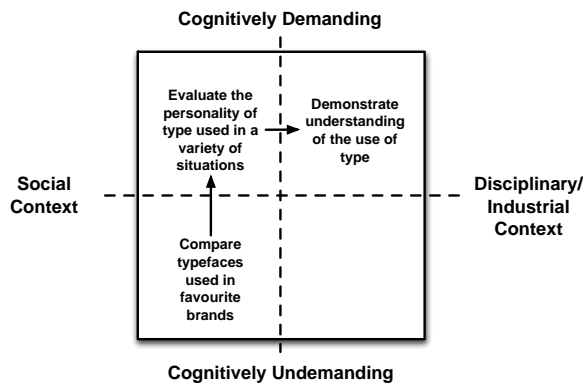 Cognitively Demanding
Evaluate the
personality of
type used in a
variety of
situations
Demonstrate
understanding
of the use of
type
Social
Context
Disciplinary/
Industrial
Context
Compare
typefaces
used in
favourite
brands
Cognitively Undemanding